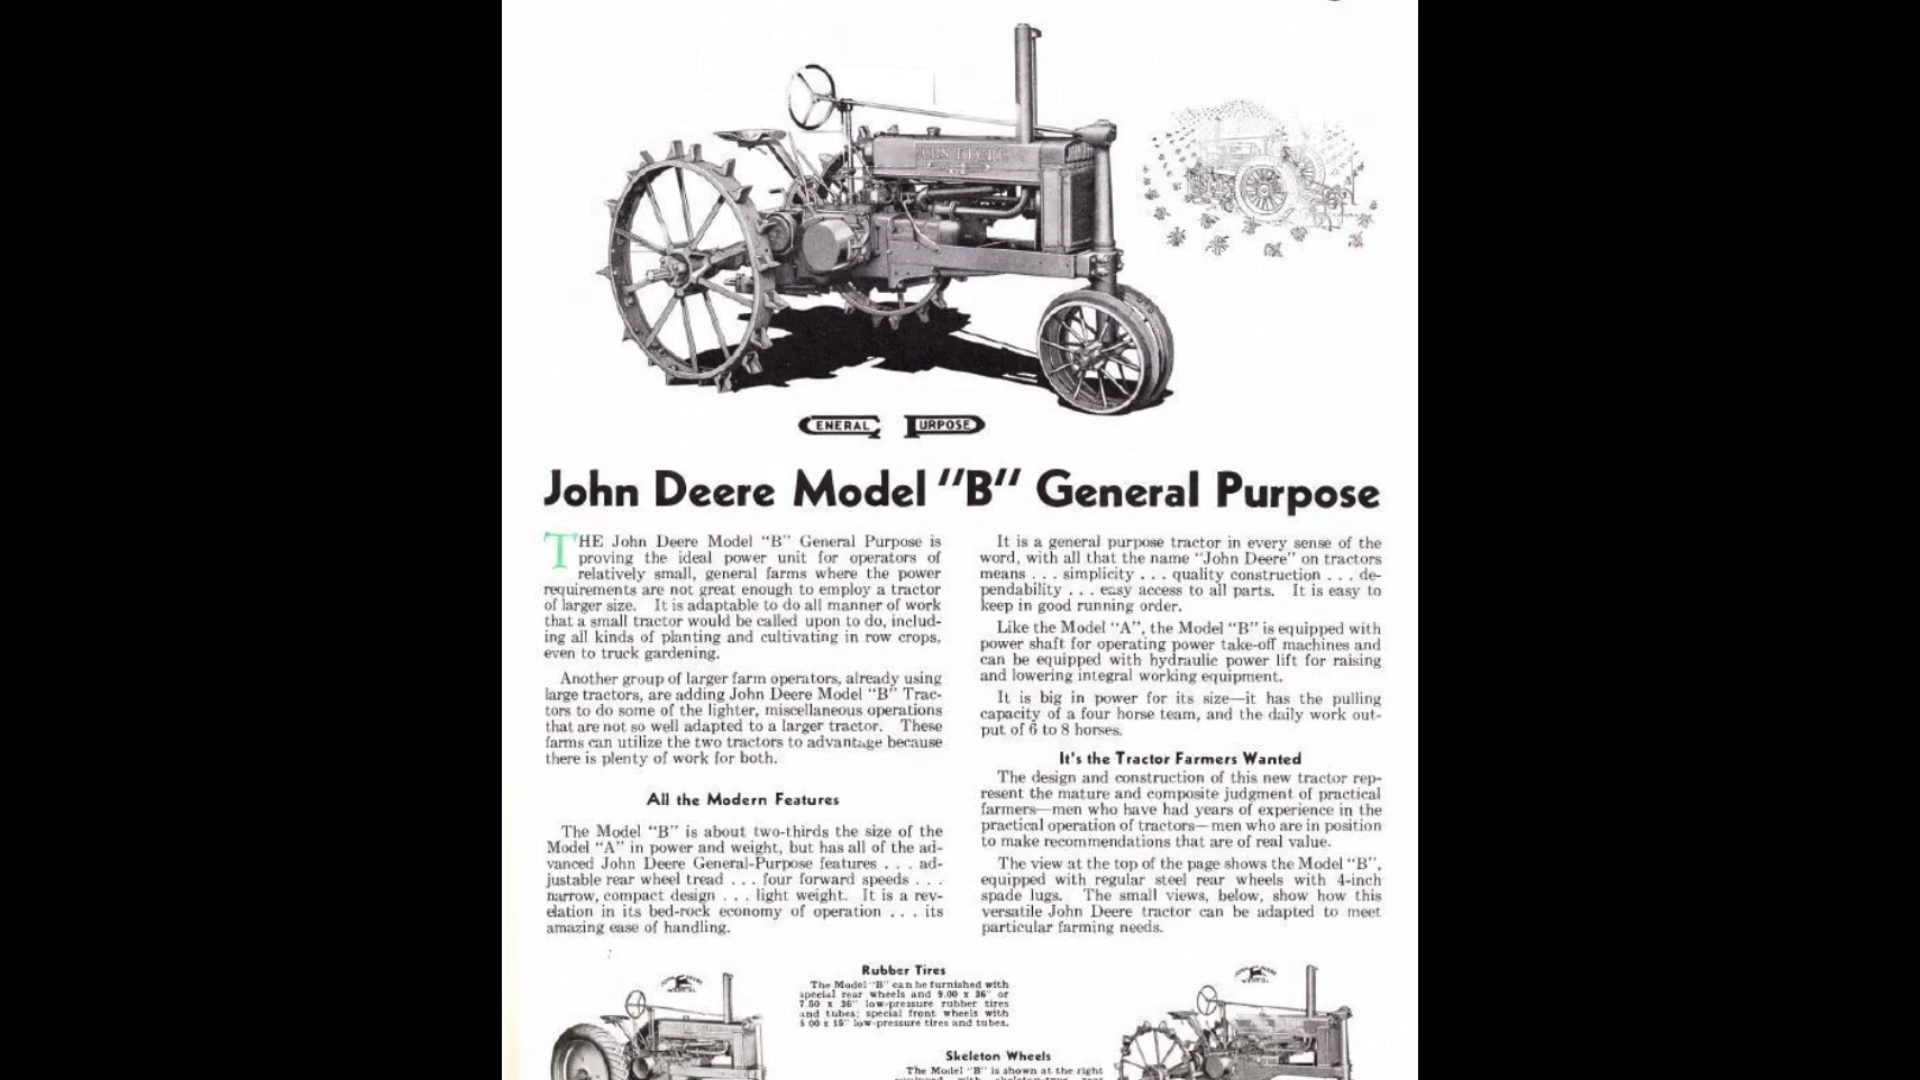 JOHN DEERE
GENERAL PURPOSE
John Deere Model "B" General Purpose
THE John Deere Model "B" General Purpose is
proving the ideal power unit for operators of
relatively small, general farms where the power
requirements are not great enough to employ a tractor
of larger size. It is adaptable to do all manner of work
that a small tractor would be called upon to do, includ-
ing all kinds of planting and cultivating in row crops,
even to truck gardening.
Another group of larger farm operators, already using
large tractors, are adding John Deere Model "B" Trac-
tors to do some of the lighter, miscellaneous operations
that are not so well adapted to a larger tractor. These
farms can utilize the two tractors to advantage because
there is plenty of work for both.
All the Modern Features
The Model "B" is about two-thirds the size of the
Model "A" in power and weight, but has all of the ad-
vanced John Deere General-Purpose features . . . ad-
justable rear wheel tread . . . four forward speeds . . .
narrow, compact design . . . light weight. It is a rev-
elation in its bed-rock economy of operation . . . its
amazing ease of handling.
It is a general purpose tractor in every sense of the
word, with all that the name "John Deere" on tractors
means . . . simplicity . . . quality construction . . . de-
pendability . . . easy access to all parts. It is easy to
keep in good running order.
Like the Model "A", the Model "B" is equipped with
power shaft for operating power take-off machines and
can be equipped with hydraulic power lift for raising
and lowering integral working equipment.
It is big in power for its size—it has the pulling
capacity of a four horse team, and the daily work out-
put of 6 to 8 horses.
It's the Tractor Farmers Wanted
The design and construction of this new tractor rep-
resent the mature and composite judgment of practical
farmers—men who have had years of experience in the
practical operation of tractors—men who are in position
to make recommendations that are of real value.
The view at the top of the page shows the Model "B",
equipped with regular steel rear wheels with 4-inch
spade lugs. The small views, below, show how this
versatile John Deere tractor can be adapted to meet
particular farming needs.
Rubber Tires
The Model "B" can be furnished with
special rear wheels and 9.00 x 36" or
7.50 x 36" low-pressure rubber tires
and tubes; special front wheels with
5.00 x 15" low-pressure tires and tubes.
Skeleton Wheels
The Model "B" is shown at the right